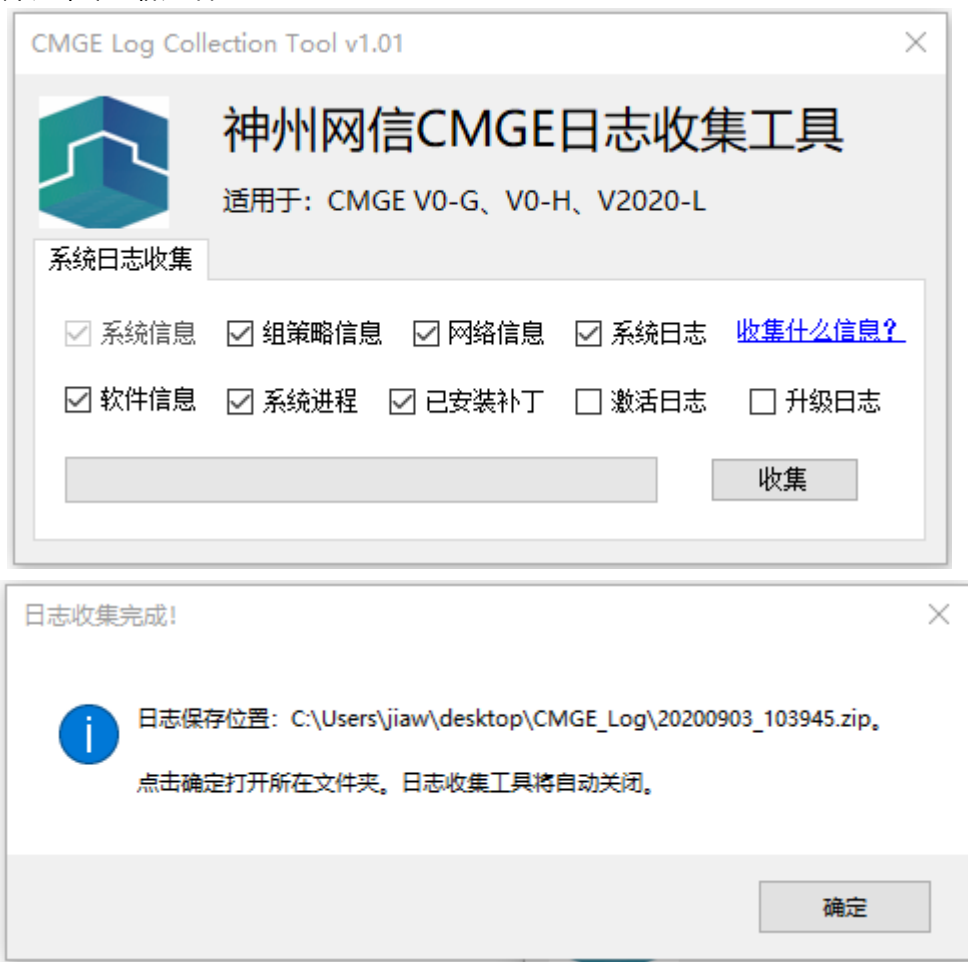 CMGE Log Collection Tool v1.01
神州网信CMGE日志收集工具
适用于：CMGE V0-G、V0-H、V2020-L
系统日志收集
系统信息 组策略信息 网络信息 系统日志 收集什么信息?
软件信息 系统进程 已安装补丁 激活日志 升级日志
收集
日志收集完成!
日志保存位置：C:\Users\jiaw\desktop\CMGE_Log\20200903_103945.zip。
点击确定打开所在文件夹。日志收集工具将自动关闭。
确定